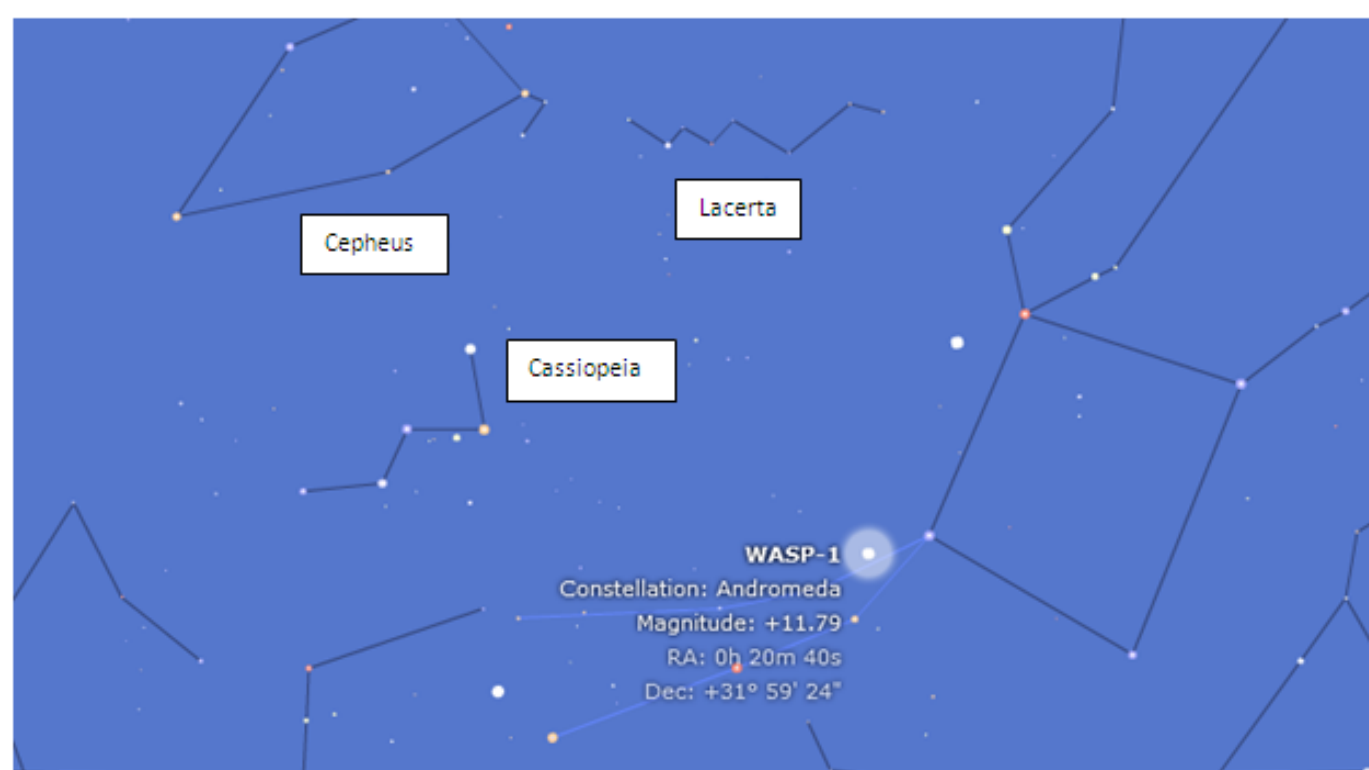 Lacerta
Cepheus
Cassiopeia
WASP-1
Constellation: Andromeda
Magnitude: +11.79
RA: 0h 20m 40s
Dec: +31° 59' 24"